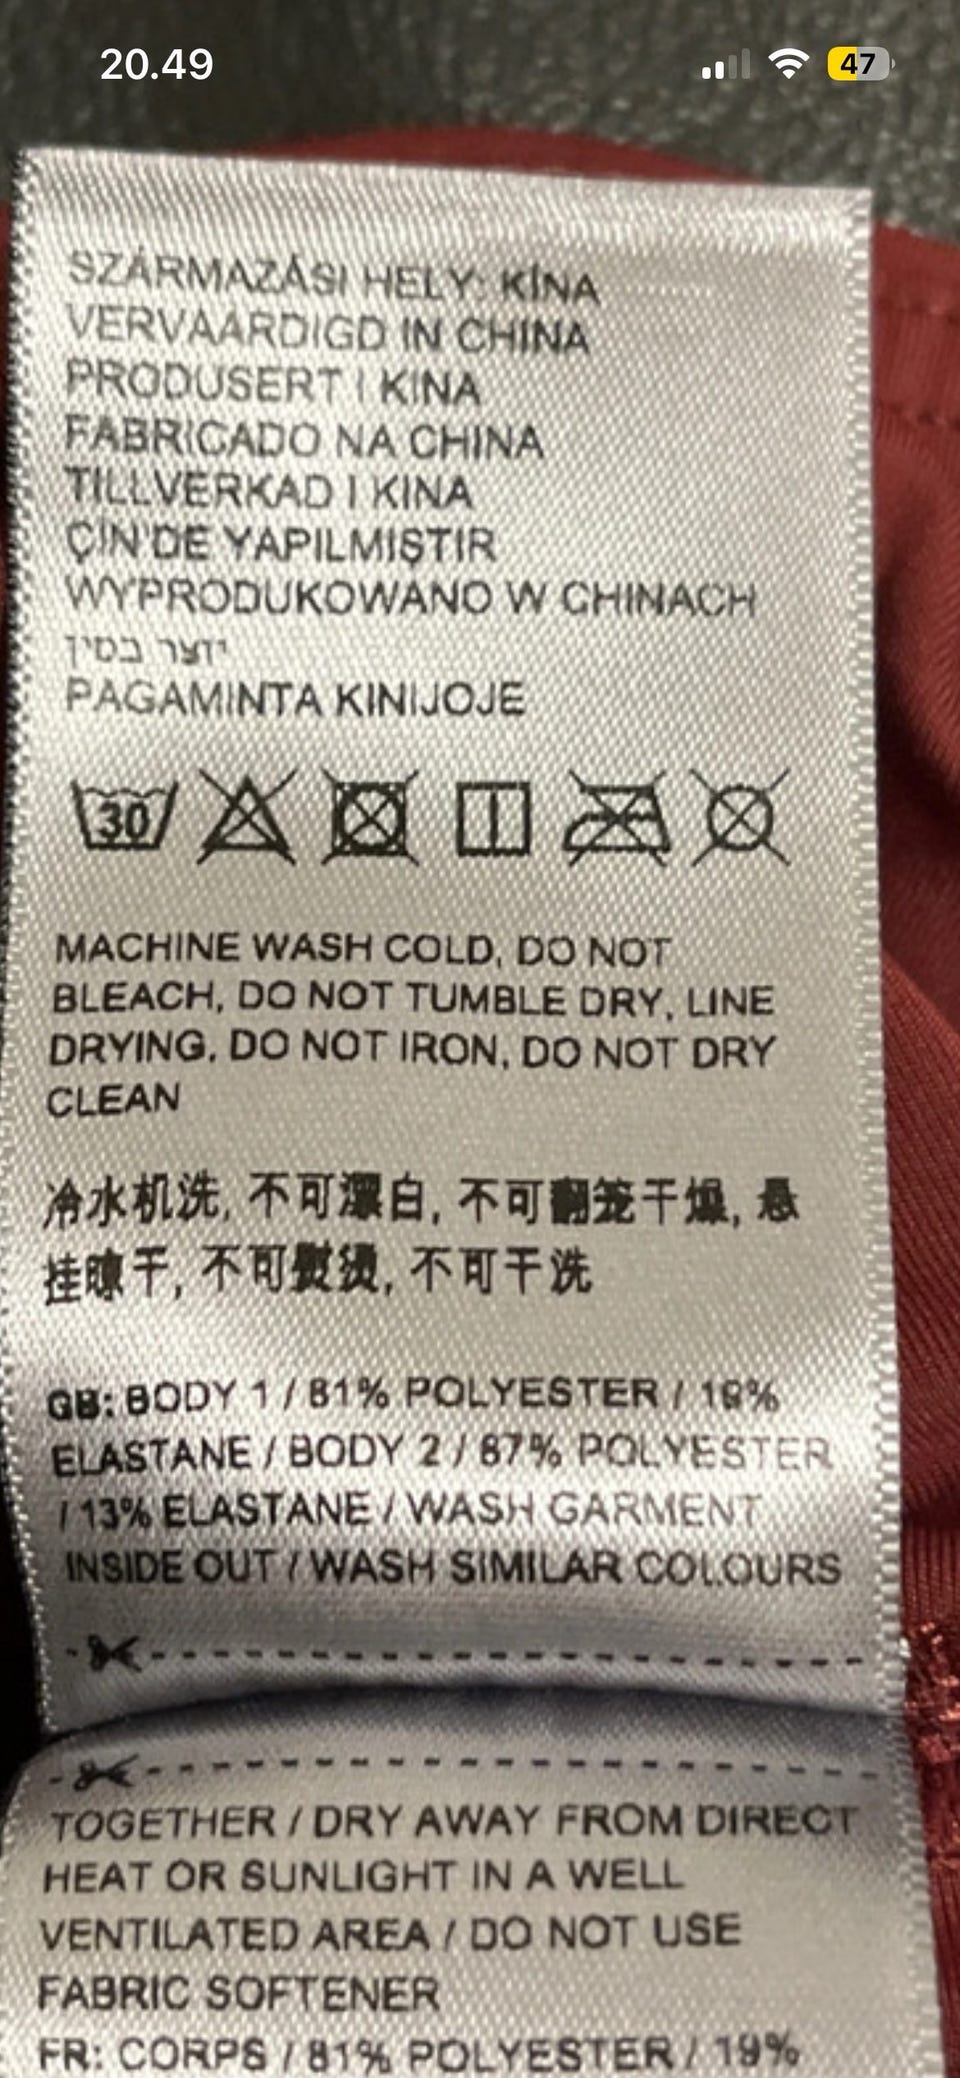 20.49
47
SZÁRMAZÁSI HELY: KÍNA
VERVAARDIGD IN CHINA
PRODUSERT I KINA
FABRICADO NA CHINA
TILLVERKAD I KINA
ÇIN'DE YAPILMIŞTIR
WYPRODUKOWANO W CHINACH
יוצר בסין
PAGAMINTA KINIJOJE
30
MACHINE WASH COLD, DO NOT
BLEACH, DO NOT TUMBLE DRY, LINE
DRYING, DO NOT IRON, DO NOT DRY
CLEAN
冷水机洗, 不可漂白, 不可翻笼干燥, 悬
挂晾干, 不可熨烫, 不可干洗
GB: BODY 1 / 81% POLYESTER / 19%
ELASTANE / BODY 2 / 87% POLYESTER
/ 13% ELASTANE / WASH GARMENT
INSIDE OUT / WASH SIMILAR COLOURS
TOGETHER / DRY AWAY FROM DIRECT
HEAT OR SUNLIGHT IN A WELL
VENTILATED AREA / DO NOT USE
FABRIC SOFTENER
FR: CORPS / 81% POLYESTER / 19%